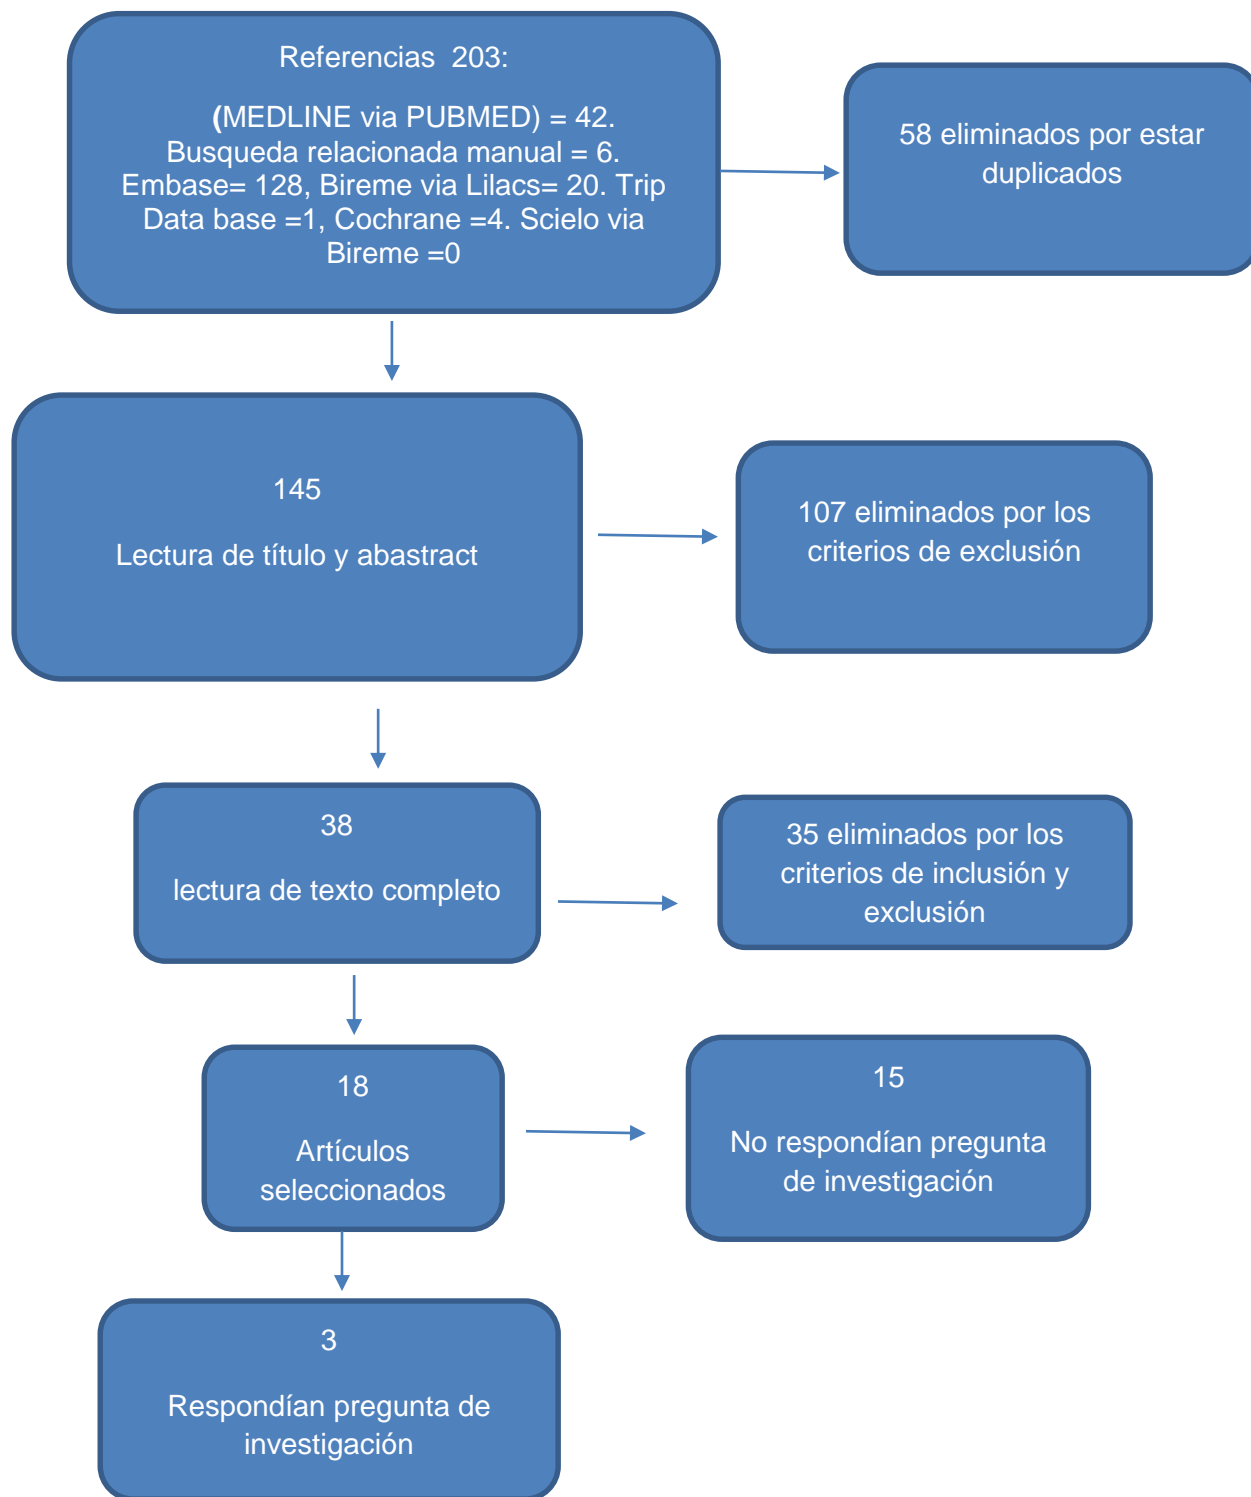 Referencias 203:
(MEDLINE via PUBMED) = 42.
Busqueda relacionada manual = 6.
Embase= 128, Bireme via Lilacs= 20. Trip
Data base =1, Cochrane =4. Scielo via
Bireme =0
58 eliminados por estar
duplicados
145
Lectura de título y abastract
107 eliminados por los
criterios de exclusión
38
lectura de texto completo
35 eliminados por los
criterios de inclusión y
exclusión
18
Artículos
seleccionados
15
No respondían pregunta
de investigación
3
Respondían pregunta de
investigación